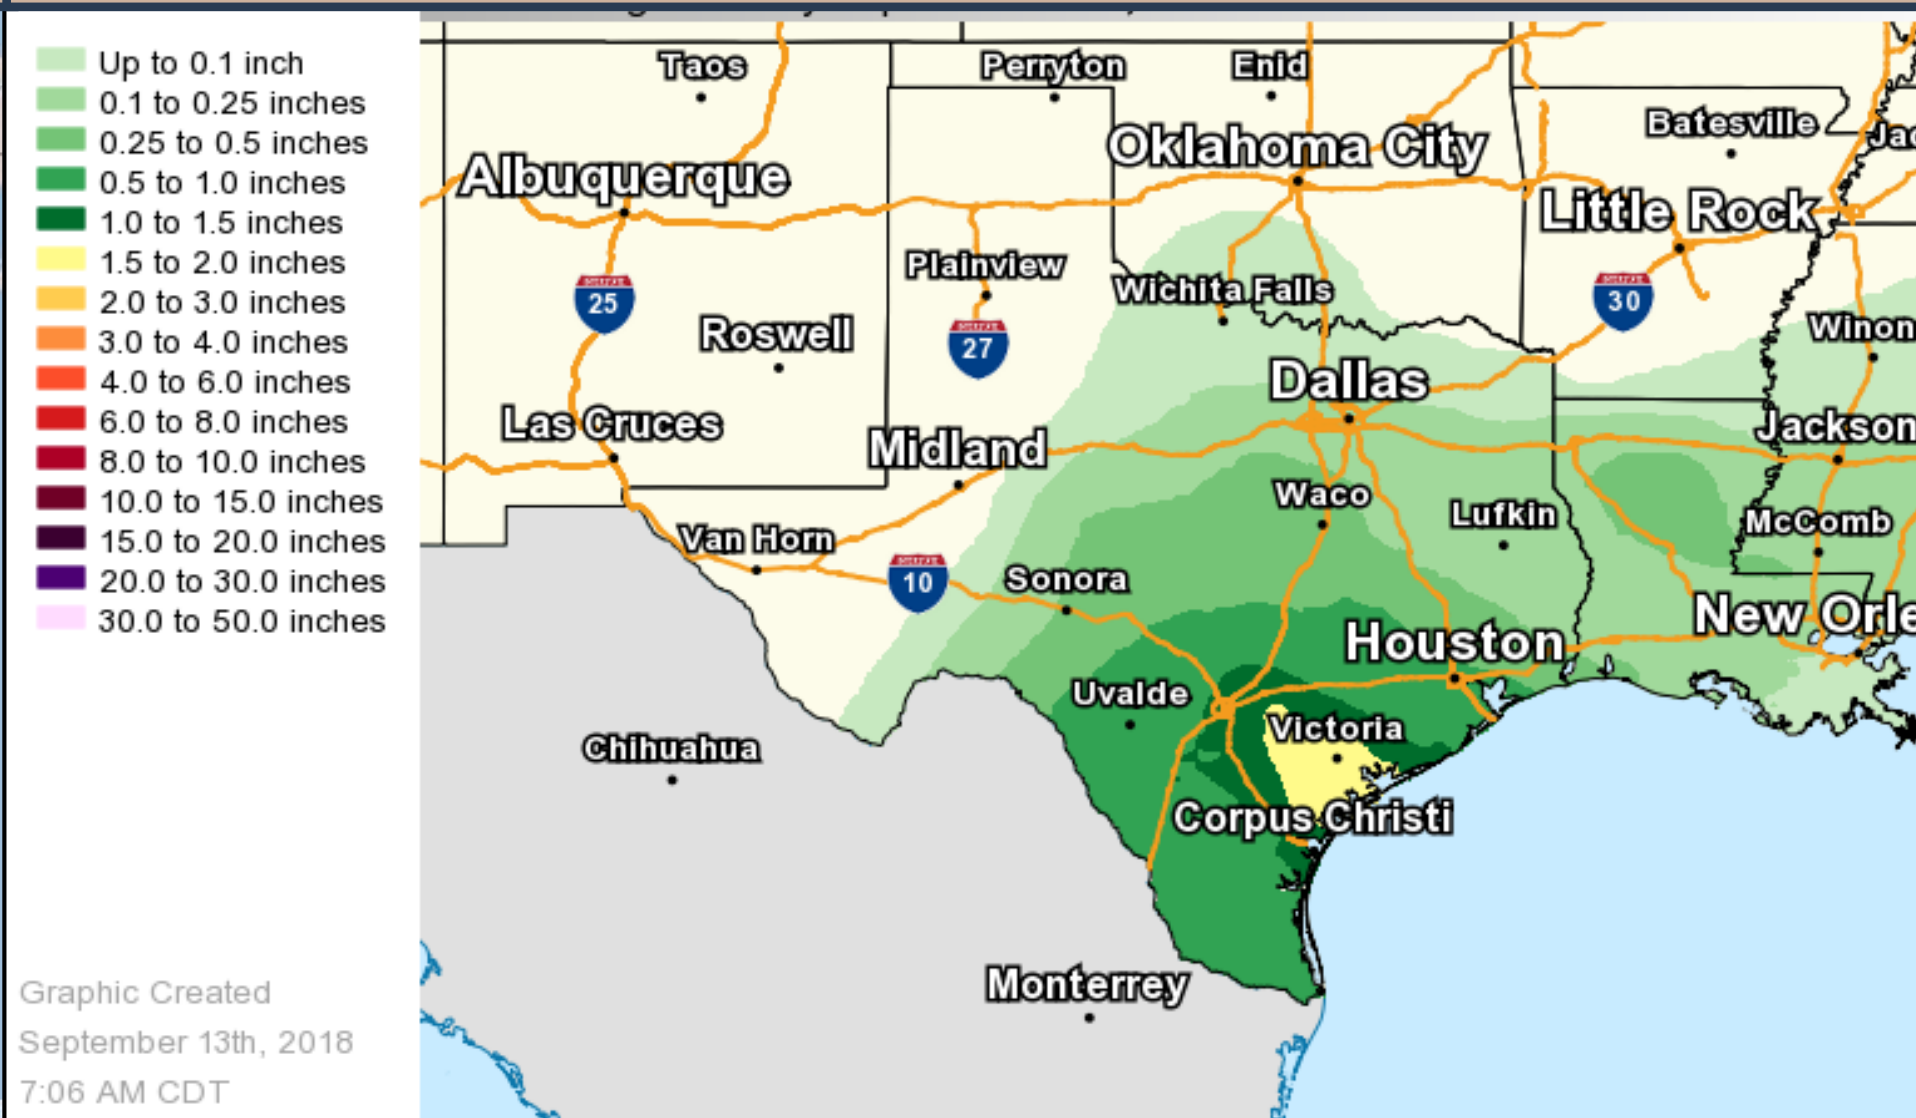 Up to 0.1 inch
0.1 to 0.25 inches
0.25 to 0.5 inches
0.5 to 1.0 inches
1.0 to 1.5 inches
1.5 to 2.0 inches
2.0 to 3.0 inches
3.0 to 4.0 inches
4.0 to 6.0 inches
6.0 to 8.0 inches
8.0 to 10.0 inches
10.0 to 15.0 inches
15.0 to 20.0 inches
20.0 to 30.0 inches
30.0 to 50.0 inches
Graphic Created
September 13th, 2018
7:06 AM CDT
Taos
Perryton
Enid
Batesville
Jac
Oklahoma City
Albuquerque
Little Rock
Plainview
Wichita Falls
25
30
Winon
Roswell
27
Dallas
Las Cruces
Jackson
Midland
Waco
Lufkin
McComb
Van Horn
10
Sonora
New Orle
Houston
Uvalde
Victoria
Chihuahua
Corpus Christi
Monterrey